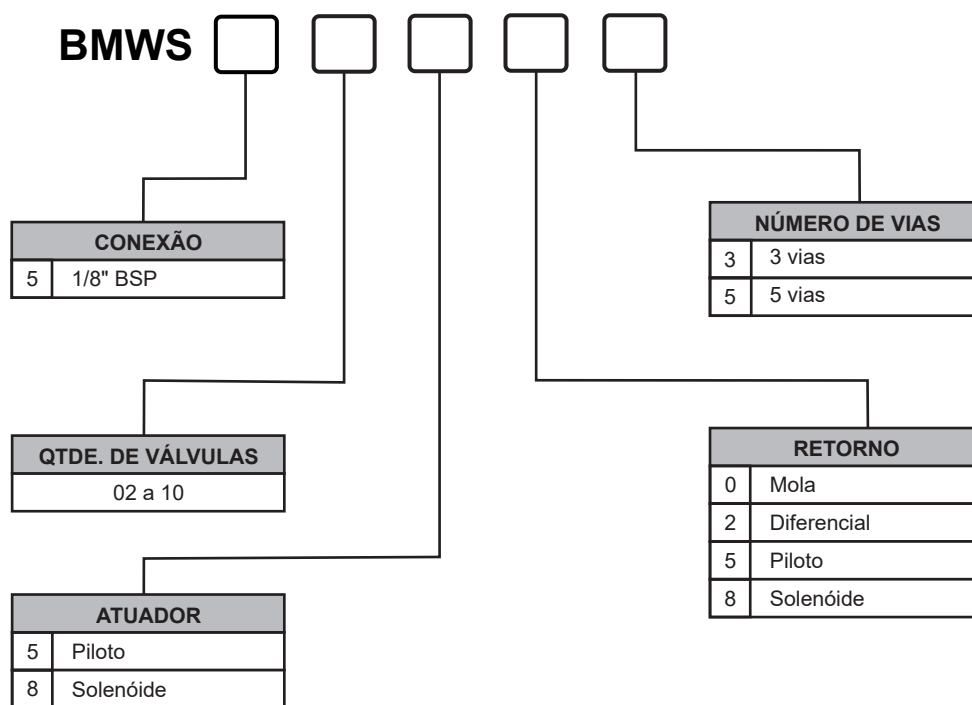 BMWS
CONEXÃO
5 1/8" BSP
QTDE. DE VÁLVULAS
02 a 10
ATUADOR
5 Piloto
8 Solenóide
NÚMERO DE VIAS
3 3 vias
5 5 vias
RETORNO
0 Mola
2 Diferencial
5 Piloto
8 Solenóide